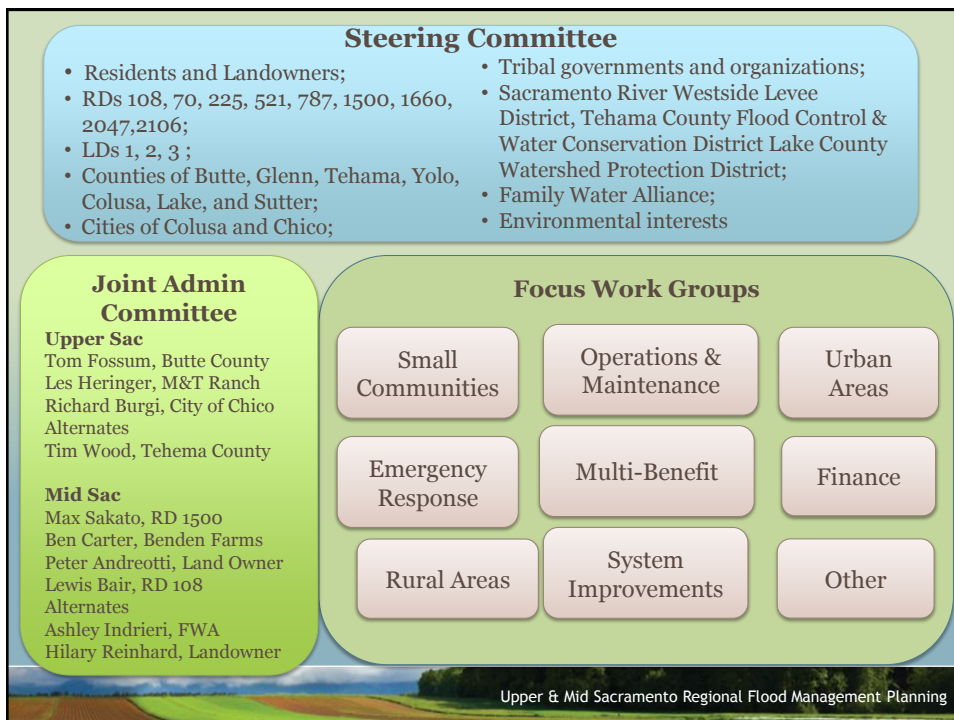 Steering Committee
• Residents and Landowners;
• RDs 108, 70, 225, 521, 787, 1500, 1660,
2047,2106;
• LDs 1, 2, 3 ;
• Counties of Butte, Glenn, Tehama, Yolo,
Colusa, Lake, and Sutter;
• Cities of Colusa and Chico;
• Tribal governments and organizations;
• Sacramento River Westside Levee
District, Tehama County Flood Control &
Water Conservation District Lake County
Watershed Protection District;
• Family Water Alliance;
• Environmental interests
Joint Admin
Committee
Upper Sac
Tom Fossum, Butte County
Les Heringer, M&T Ranch
Richard Burgi, City of Chico
Alternates
Tim Wood, Tehema County
Mid Sac
Max Sakato, RD 1500
Ben Carter, Benden Farms
Peter Andreotti, Land Owner
Lewis Bair, RD 108
Alternates
Ashley Indrieri, FWA
Hilary Reinhard, Landowner
Focus Work Groups
Small
Communities
Operations &
Maintenance
Urban
Areas
Emergency
Response
Multi-Benefit
Finance
Rural Areas
System
Improvements
Other
Upper & Mid Sacramento Regional Flood Management Planning